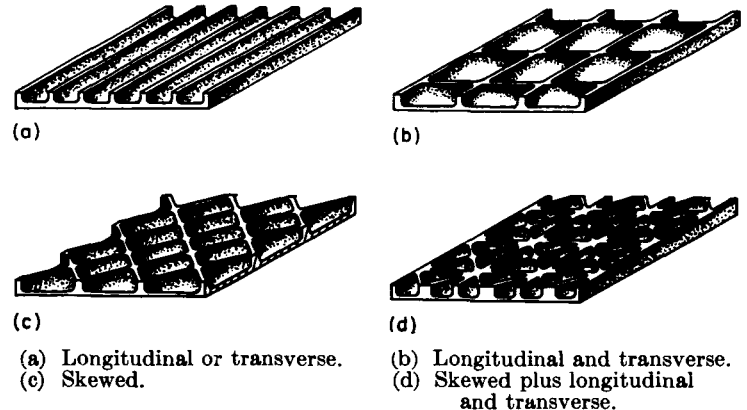 (a)
(b)
(c)
(d)
(a) Longitudinal or transverse.
(c) Skewed.
(b) Longitudinal and transverse.
(d) Skewed plus longitudinal
and transverse.